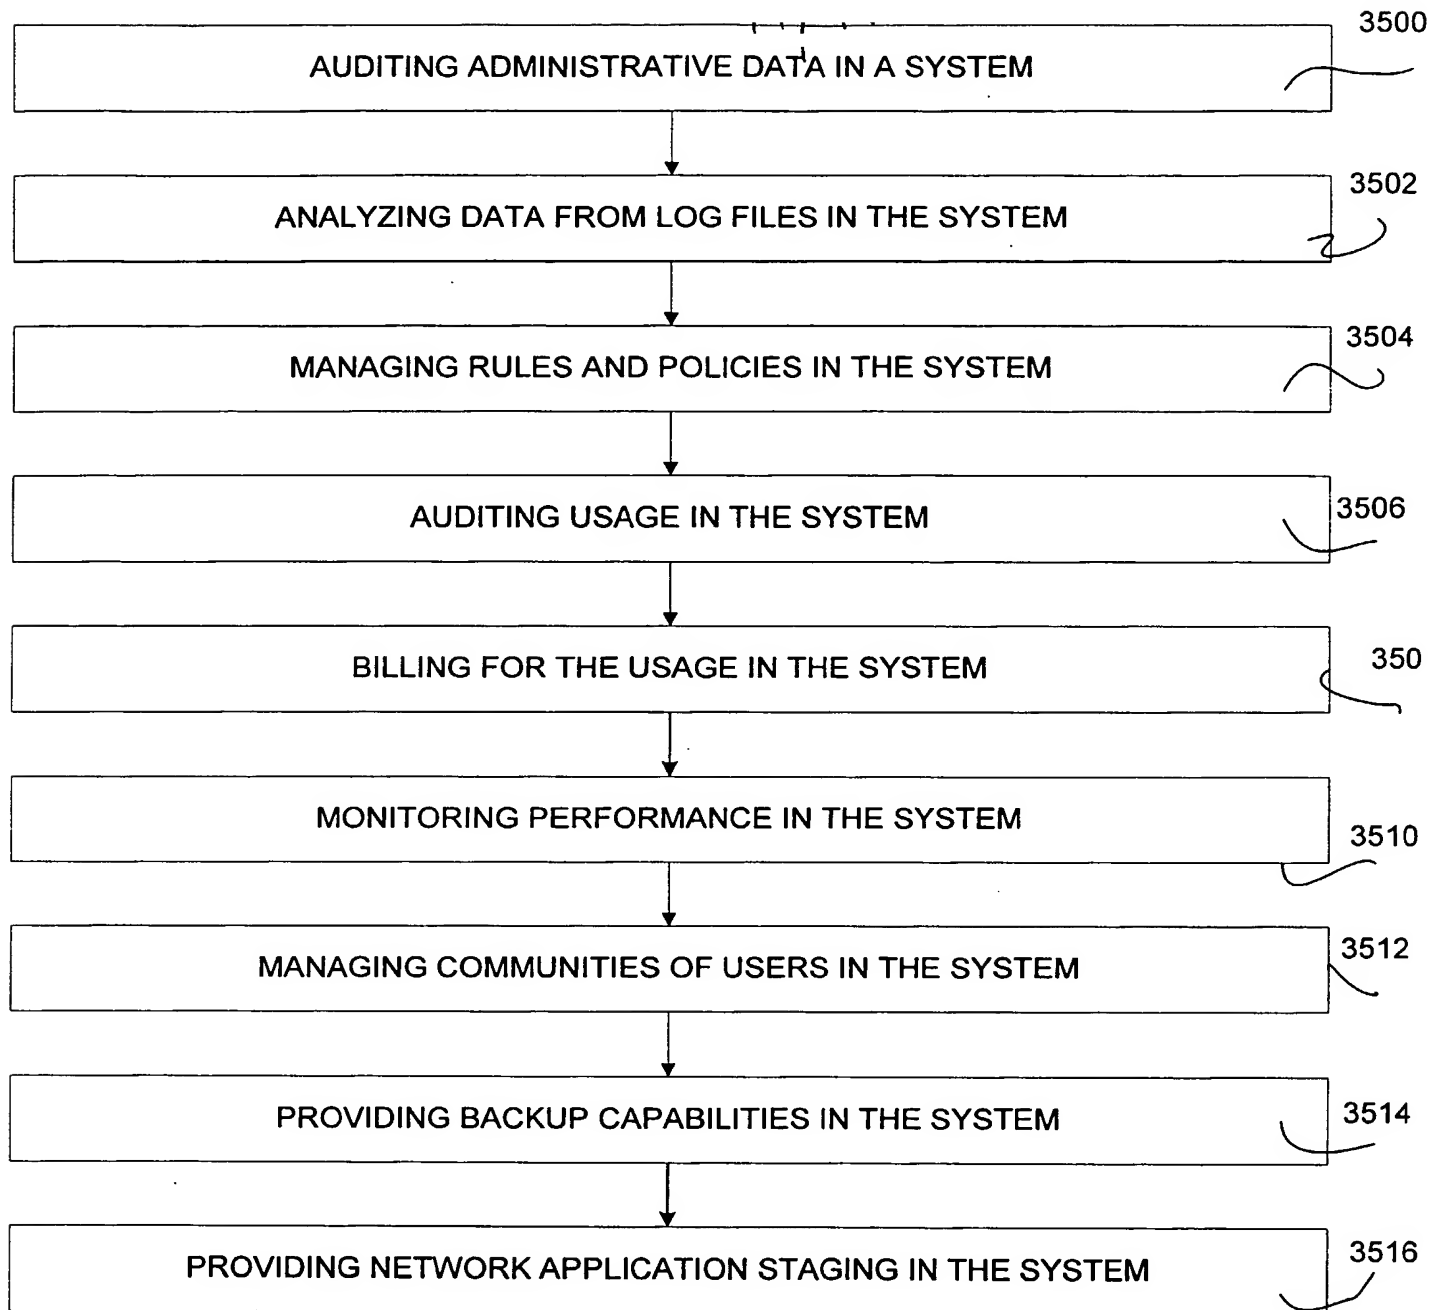 3500
AUDITING ADMINISTRATIVE DATA IN A SYSTEM
3502
ANALYZING DATA FROM LOG FILES IN THE SYSTEM
3504
MANAGING RULES AND POLICIES IN THE SYSTEM
3506
AUDITING USAGE IN THE SYSTEM
350
BILLING FOR THE USAGE IN THE SYSTEM
MONITORING PERFORMANCE IN THE SYSTEM
3510
3512
MANAGING COMMUNITIES OF USERS IN THE SYSTEM
3514
PROVIDING BACKUP CAPABILITIES IN THE SYSTEM
3516
PROVIDING NETWORK APPLICATION STAGING IN THE SYSTEM